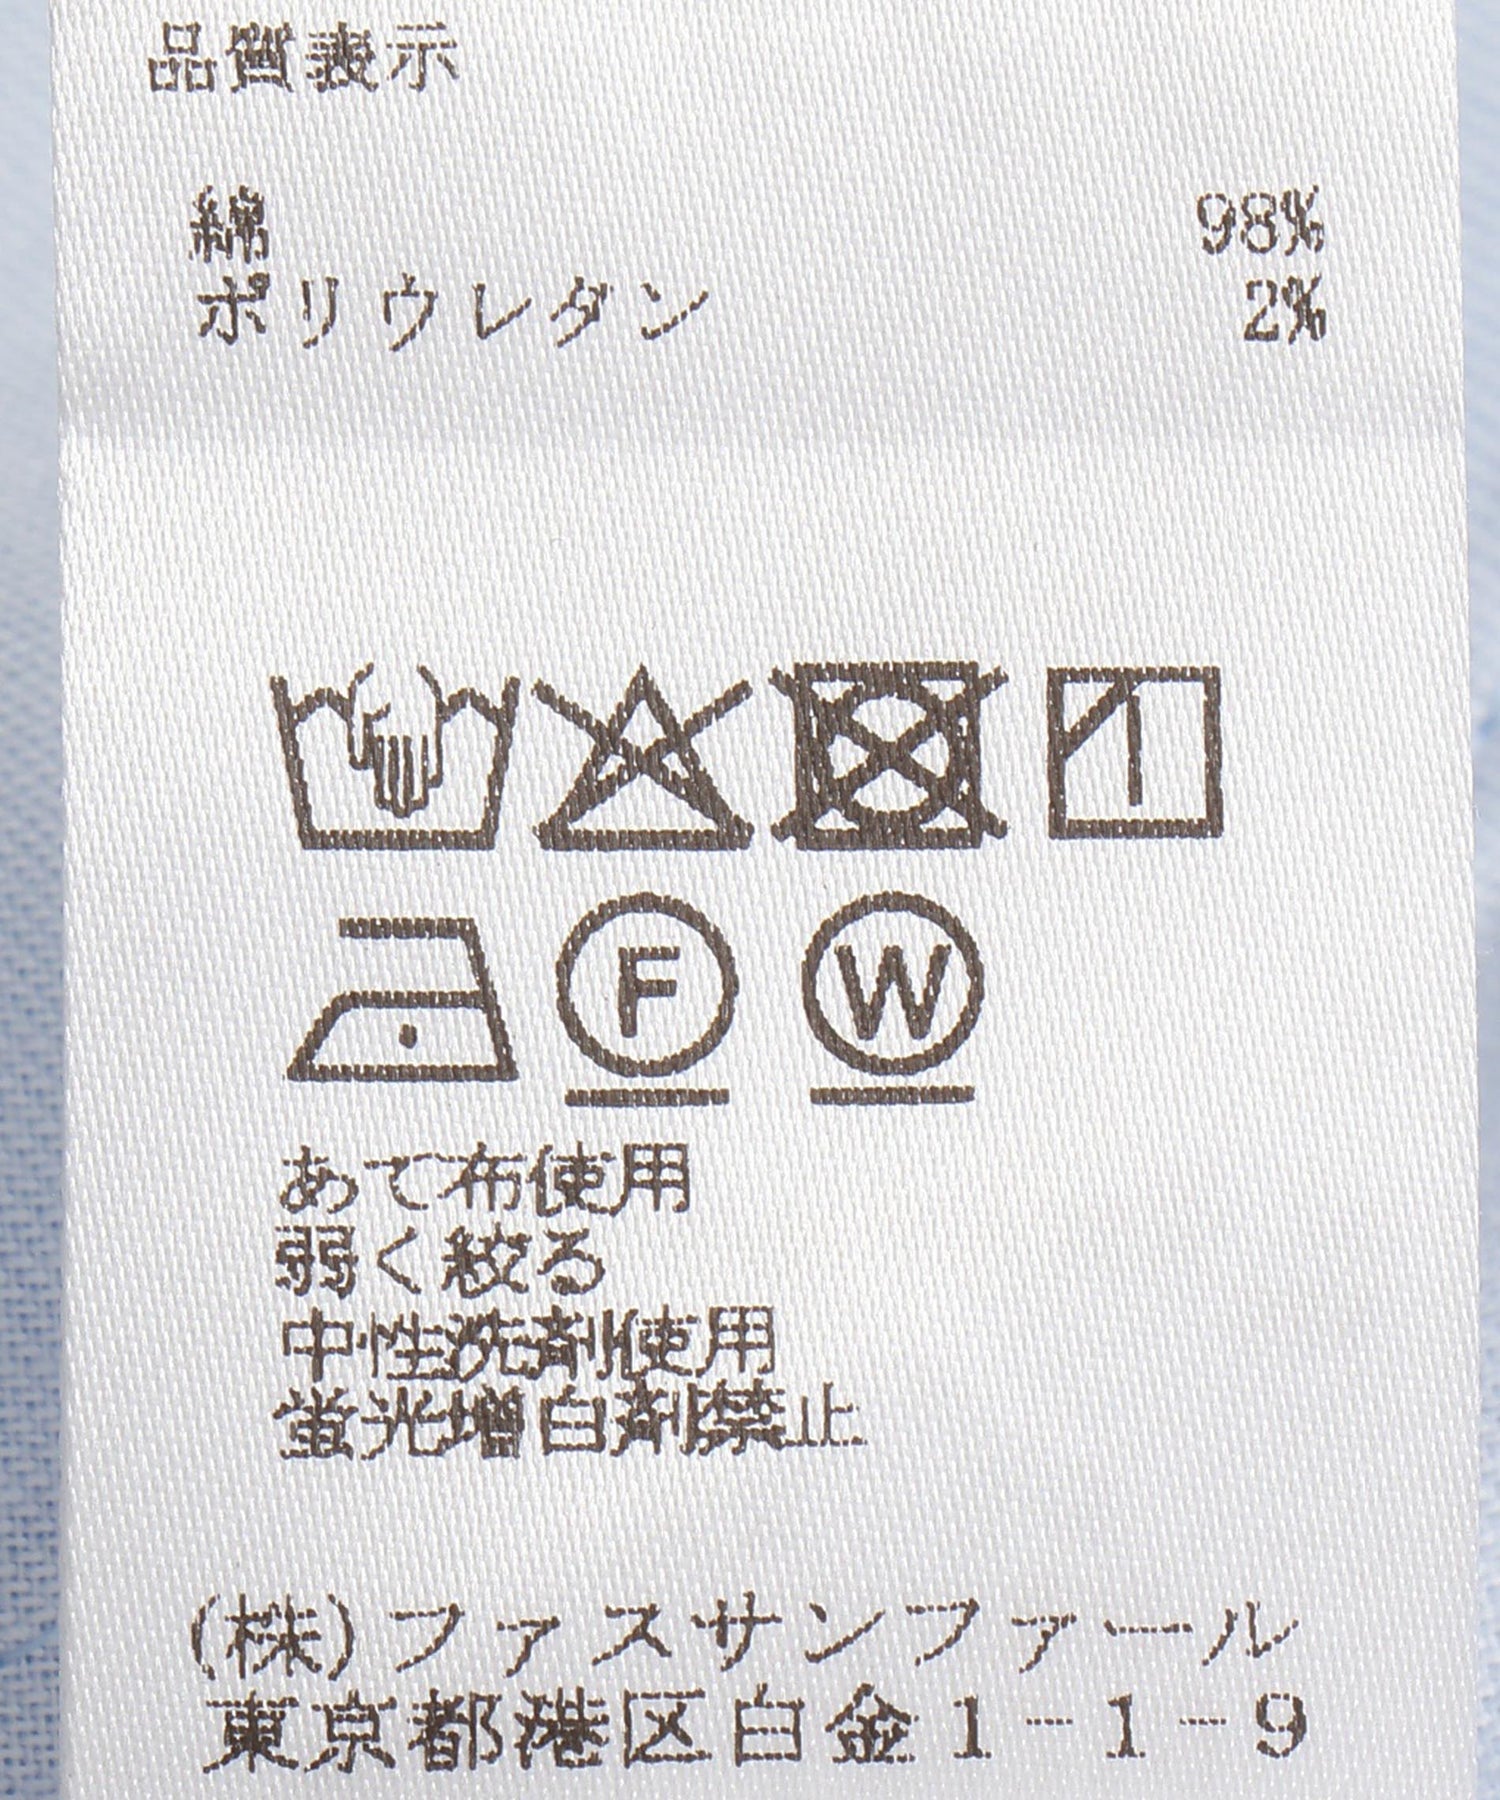 品質表示
綿 98%
ポリウレタン 2%
F W
あて布使用
弱く絞る
中性洗剤使用
蛍光増白剤禁止
(株)ファスサンファール
東京都港区白金1-1-9